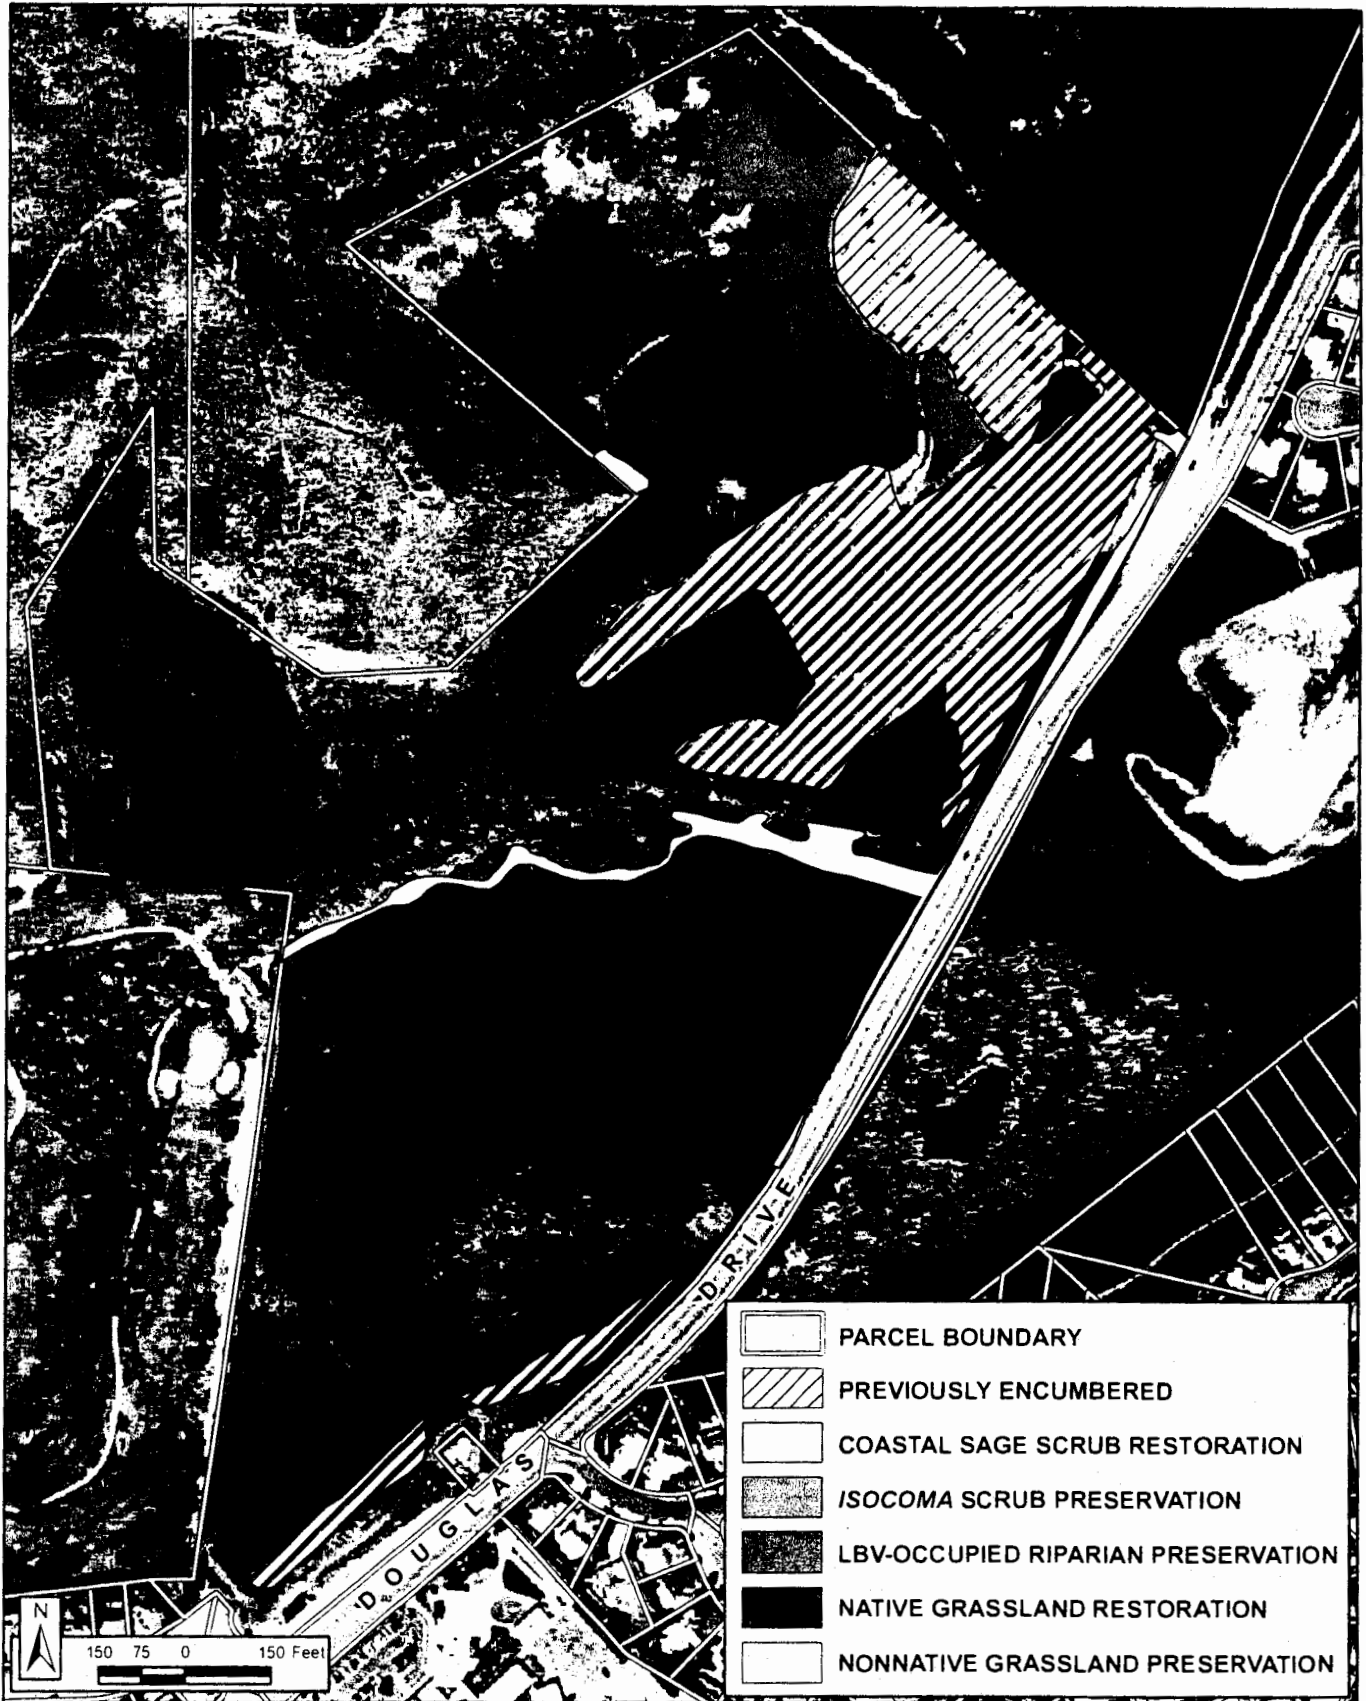 DOUGLAS DRIVE
PARCEL BOUNDARY
PREVIOUSLY ENCUMBERED
COASTAL SAGE SCRUB RESTORATION
ISOCOMA SCRUB PRESERVATION
LBV-OCCUPIED RIPARIAN PRESERVATION
NATIVE GRASSLAND RESTORATION
NONNATIVE GRASSLAND PRESERVATION
N
150 75 0 150 Feet